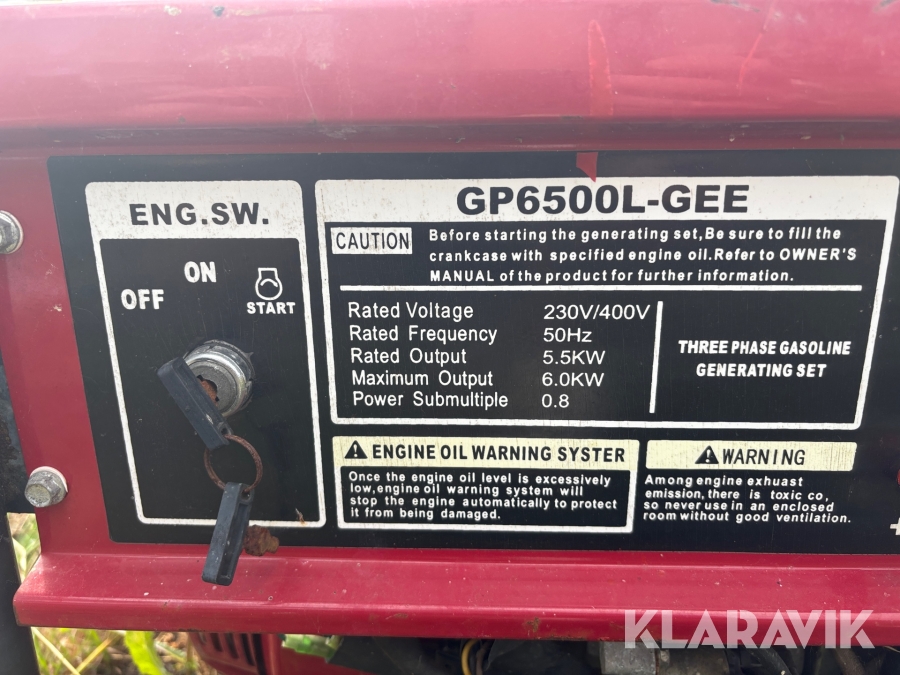 ENG.SW.
OFF
ON
START
GP6500L-GEE
CAUTION
Before starting the generating set,Be sure to fill the
crankcase with specified engine oil.Refer to OWNER'S
MANUAL of the product for further information.
Rated Voltage 230V/400V
Rated Frequency 50Hz
Rated Output 5.5KW
Maximum Output 6.0KW
Power Submultiple 0.8
THREE PHASE GASOLINE
GENERATING SET
ENGINE OIL WARNING SYSTER
Once the engine oil level is excessively
low,engine oil warning system will
stop the engine automatically to protect
it from being damaged.
WARNING
Among engine exhuast
emission,there is toxic co,
so never use in an enclosed
room without good ventilation.
KLARAVIK